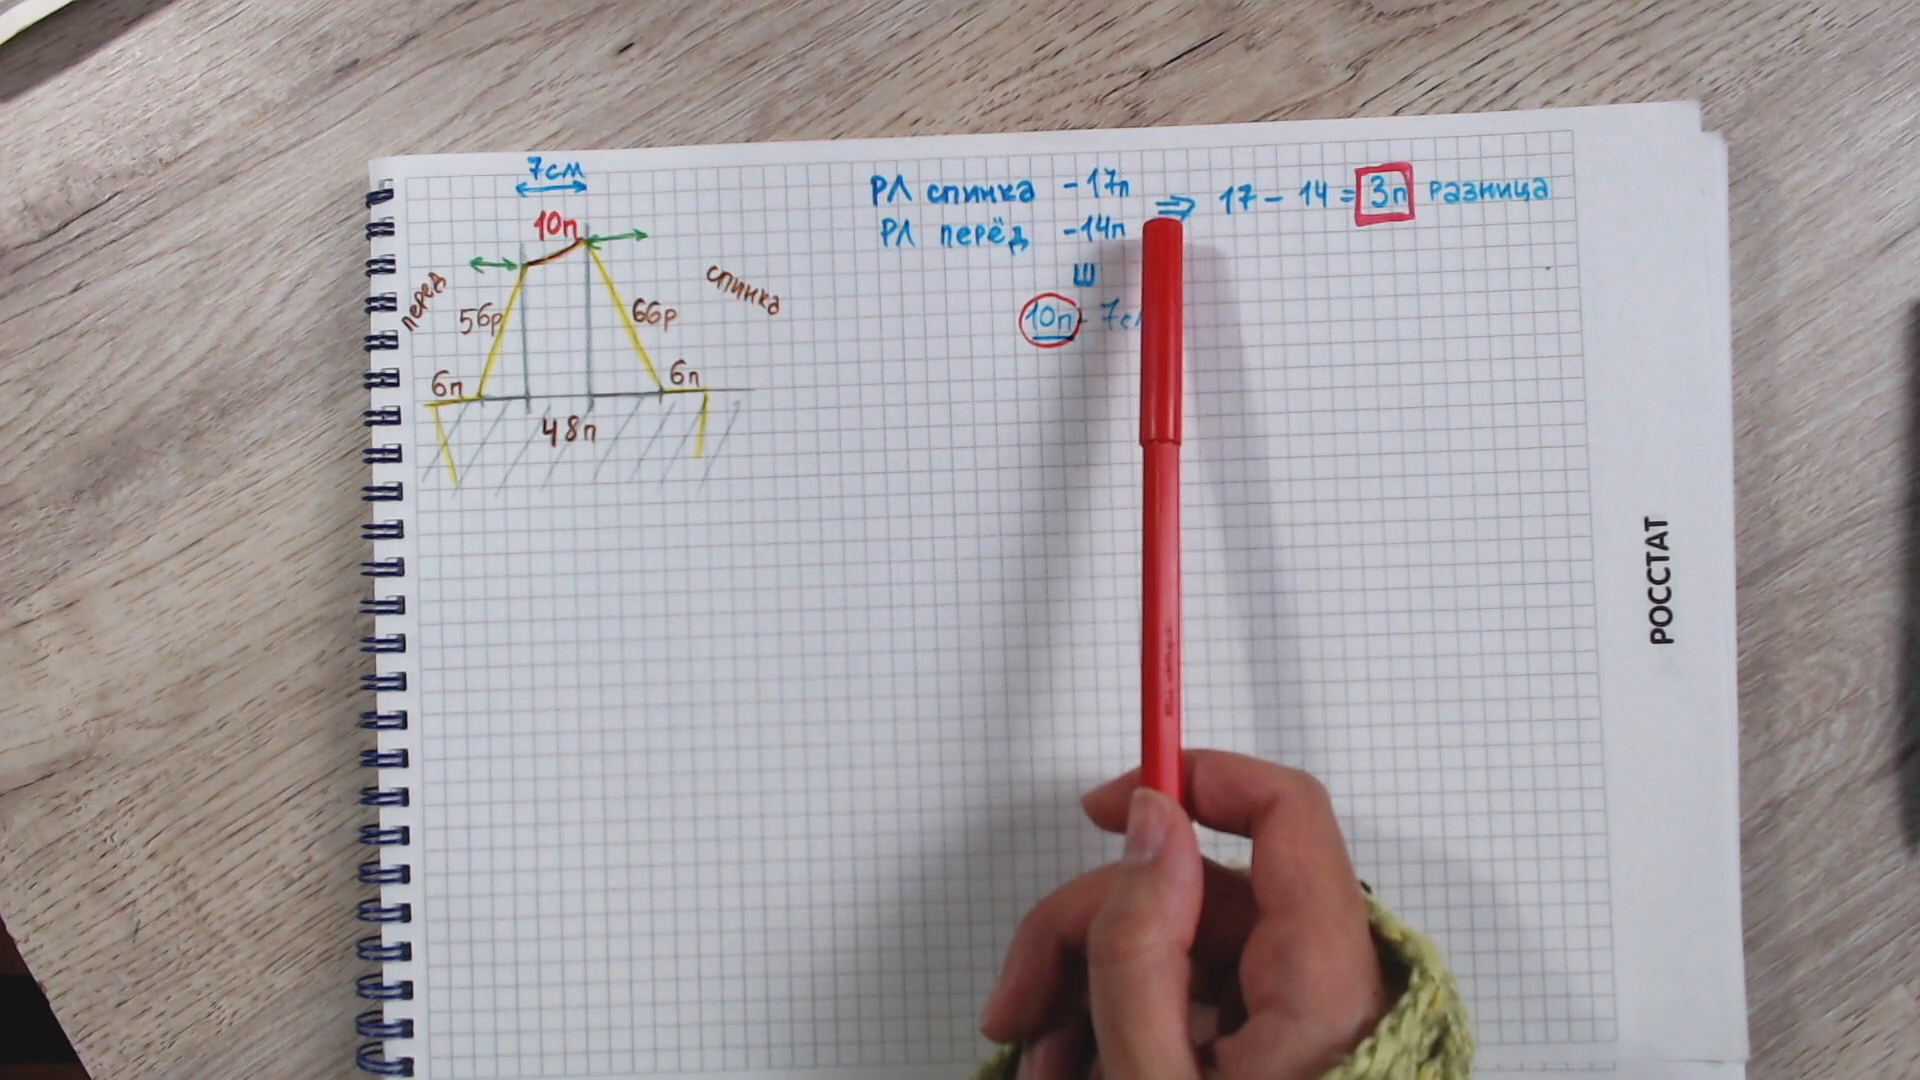 7см
10п
перед
56р
66р
спинка
6п
6п
48п
РЛ спинка - 17п ⇒ 17 - 14 = 3п разница
РЛ перёд - 14п
10п - 7с
РОССТАТ